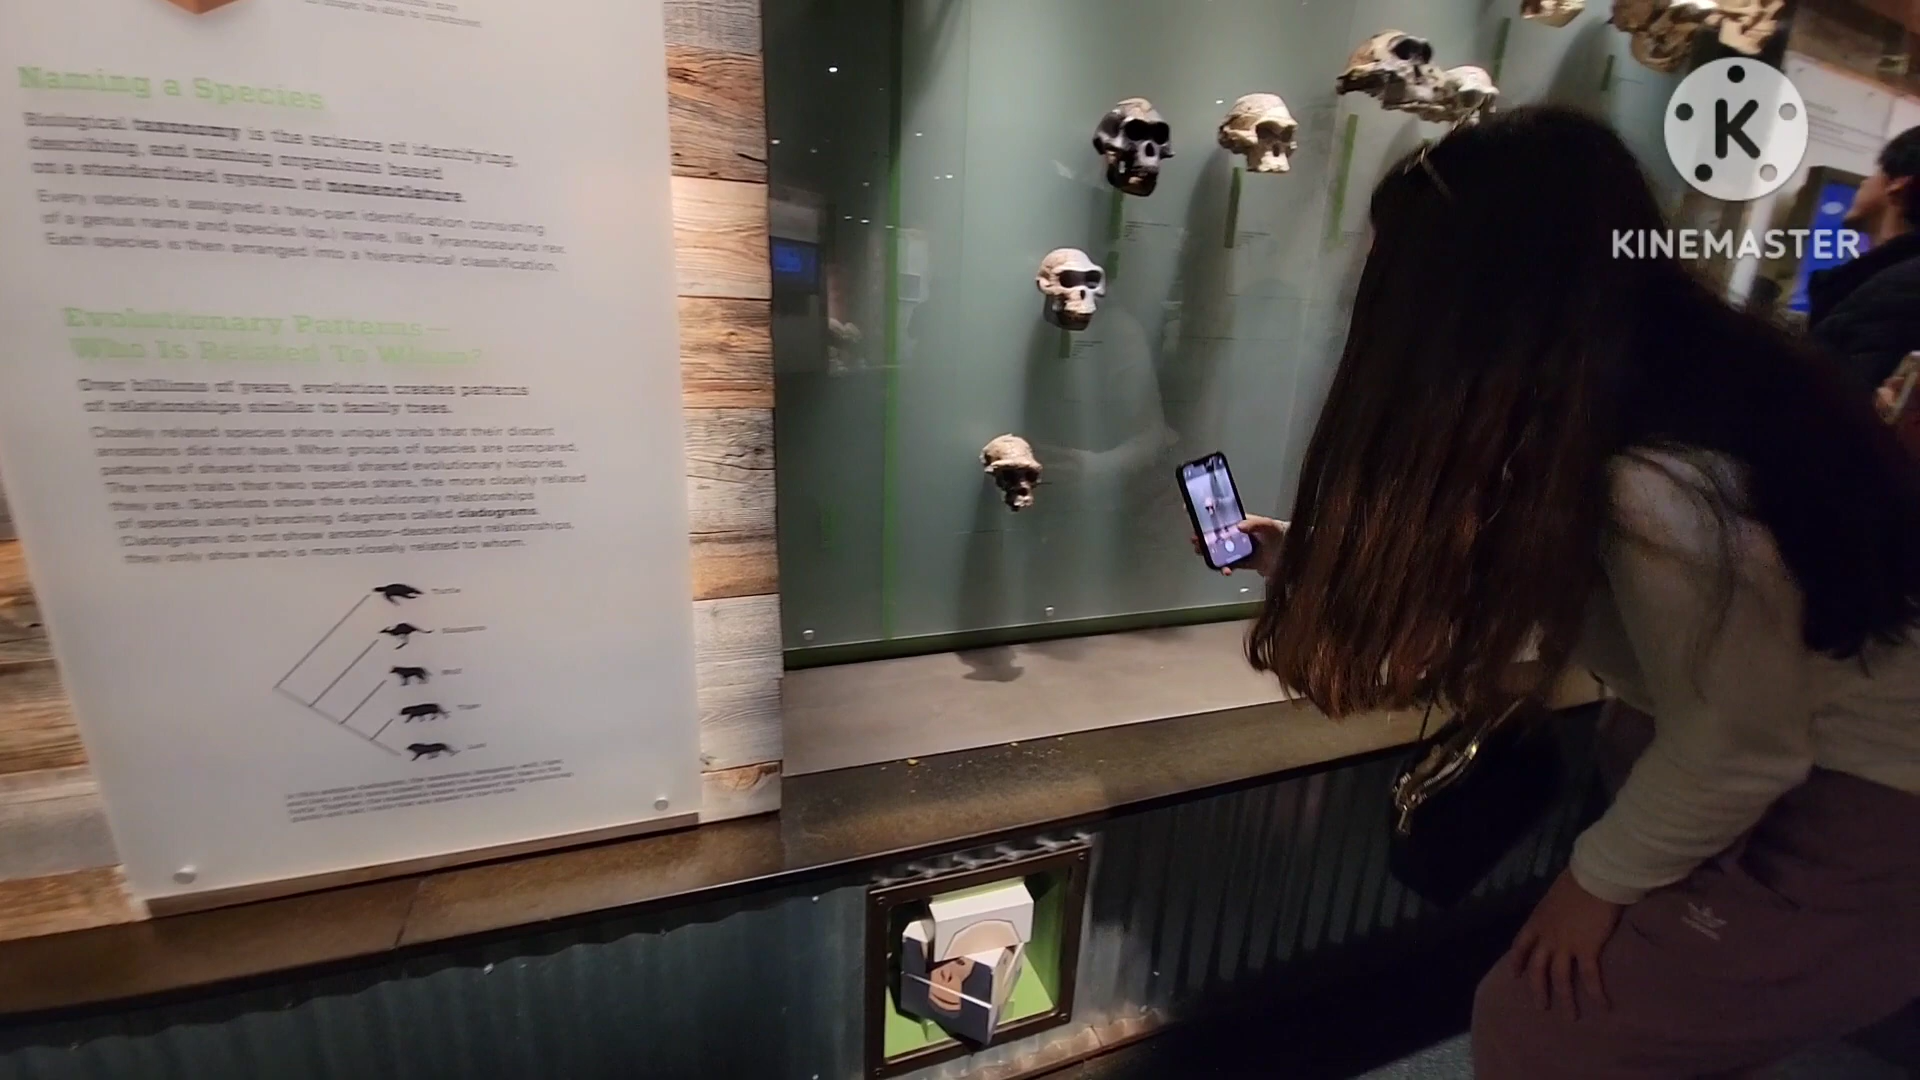 Naming a Species
Biological taxonomy is the science of identifying,
describing, and naming organisms based
on a standardized system of nomenclature.
Every species is assigned a two-part identification consisting
of a genus name and species (sp.) name, like Tyrannosaurus rex.
Each species is then arranged into a hierarchical classification.
Evolutionary Patterns—
Who Is Related To Whom?
Over billions of years, evolution creates patterns
of relationships similar to family trees.
Closely related species share unique traits that their distant
ancestors did not have. When groups of species are compared,
patterns of shared traits reveal shared evolutionary histories.
The more traits that two species share, the more closely related
they are. Scientists show the evolutionary relationships
of species using branching diagrams called cladograms.
Cladograms do not show ancestor-descendant relationships,
they only show who is more closely related to whom.
Turtle
Wolf
Tiger
Lion
K
KINEMASTER